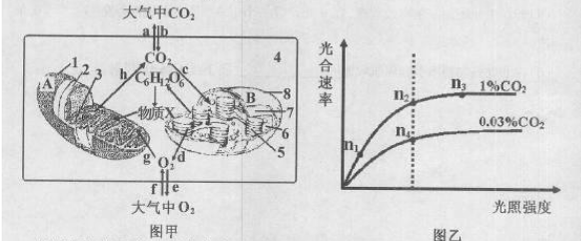 大气中CO₂
a b
CO₂
4
1
2
3
A
h
C₆H₁₂O₆
c
B
8
7
6
5
物质X
g
O₂
d
f e
大气中O₂
图甲
光合速率
n₁
n₂
n₃
n₄
1%CO₂
0.03%CO₂
光照强度
图乙